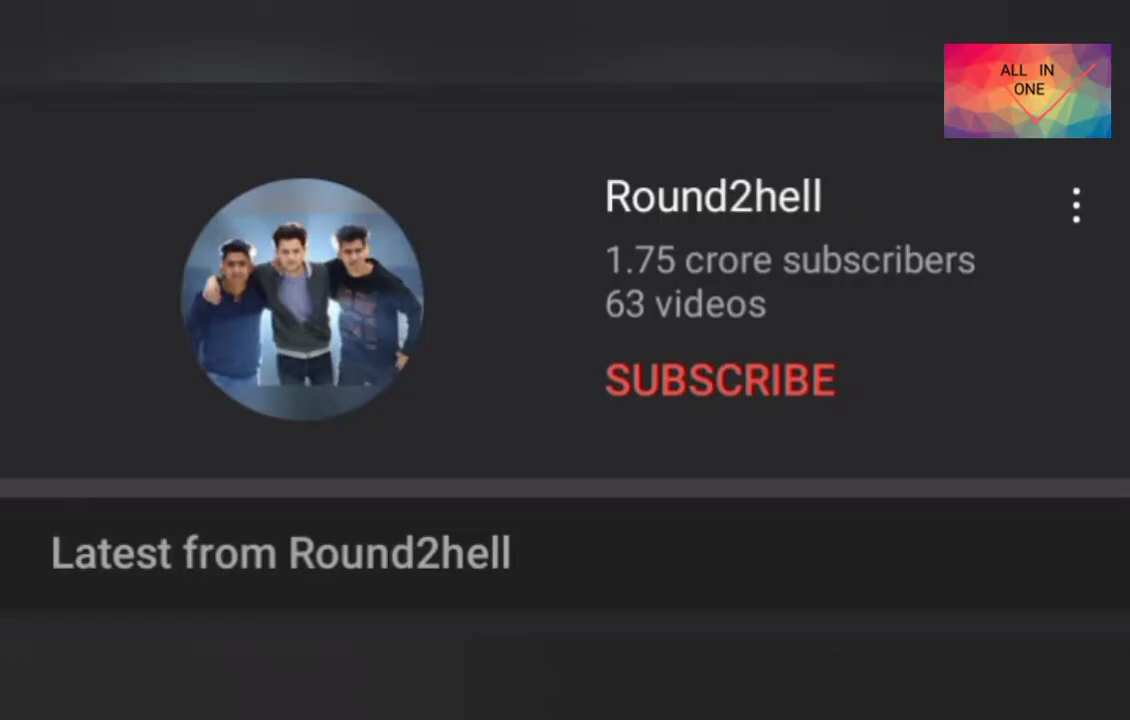 ALL IN
ONE
Round2hell
1.75 crore subscribers
63 videos
SUBSCRIBE
Latest from Round2hell